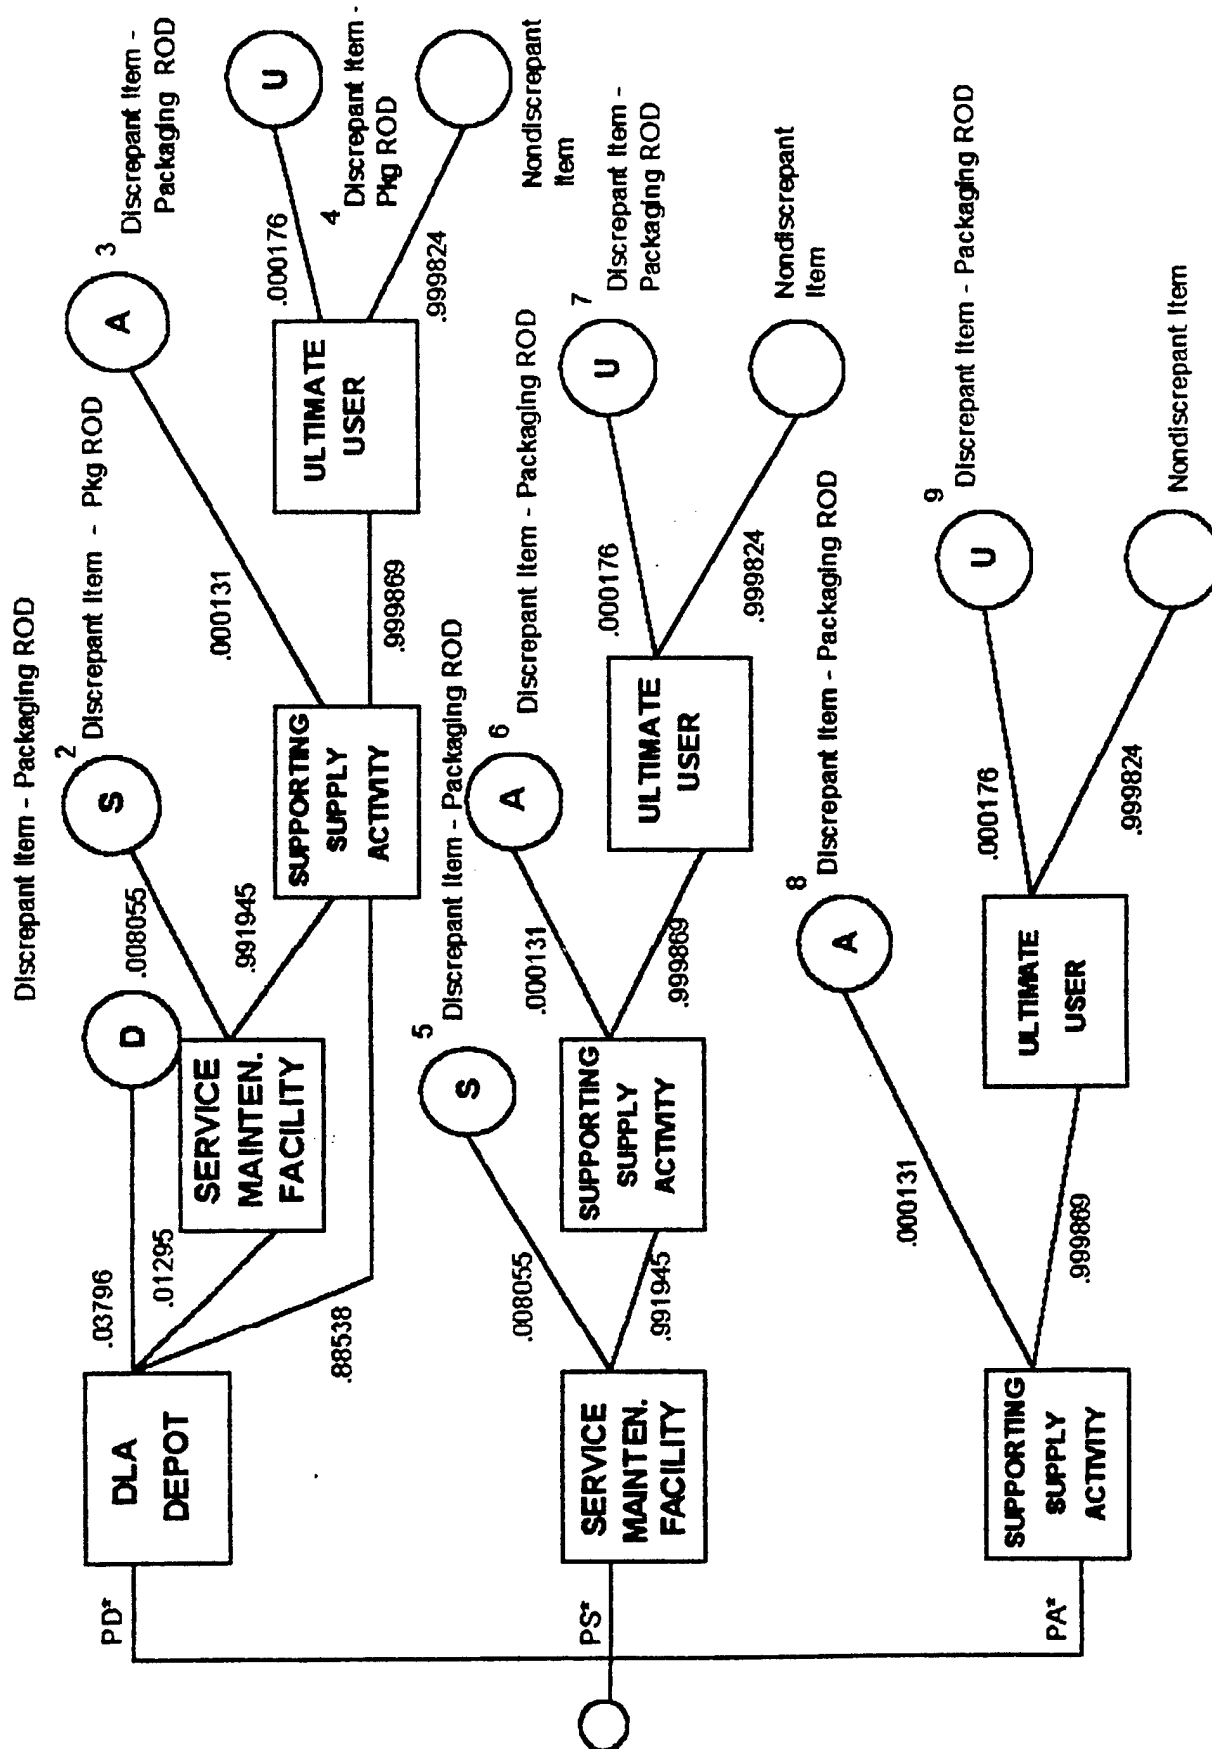 Discrepant Item - Packaging ROD
PD*
DLA
DEPOT
.03796
D
.01295
.88538
SERVICE
MAINTEN.
FACILITY
.008055
S
2
Discrepant Item - Pkg ROD
.991945
SUPPORTING
SUPPLY
ACTIVITY
.000131
A
3
Discrepant Item -
Packaging ROD
.999869
ULTIMATE
USER
.000176
U
4
Discrepant Item -
Pkg ROD
.999824
Nondiscrepant
Item
PS*
SERVICE
MAINTEN.
FACILITY
.008055
S
5
Discrepant Item - Packaging ROD
.991945
SUPPORTING
SUPPLY
ACTIVITY
.000131
A
6
Discrepant Item - Packaging ROD
.999869
ULTIMATE
USER
.000176
U
7
Discrepant Item -
Packaging ROD
.999824
Nondiscrepant
Item
PA*
SUPPORTING
SUPPLY
ACTIVITY
.000131
A
8
Discrepant Item - Packaging ROD
.999869
ULTIMATE
USER
.000176
U
9
Discrepant Item - Packaging ROD
.999824
Nondiscrepant Item